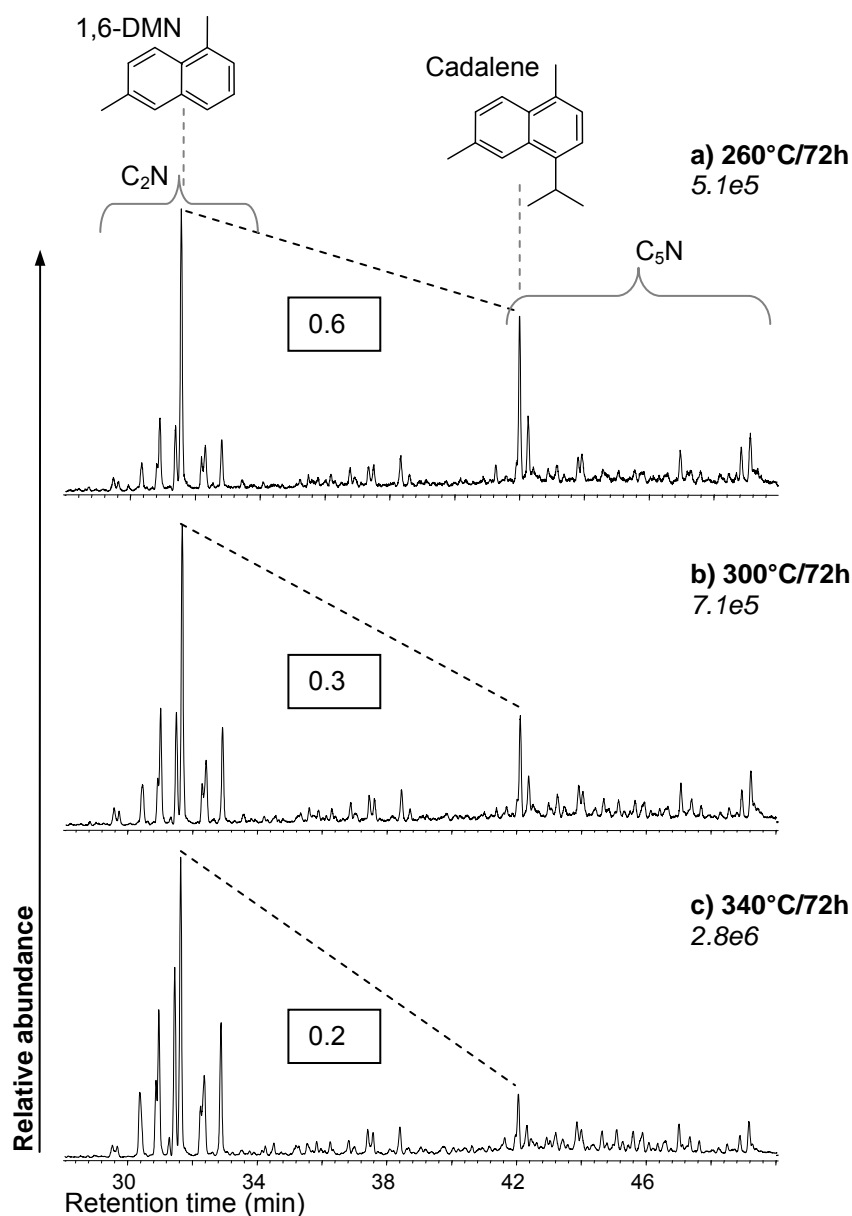 1,6-DMN
Cadalene
a) 260°C/72h
5.1e5
C₂N
C₅N
0.6
b) 300°C/72h
7.1e5
0.3
c) 340°C/72h
2.8e6
0.2
Relative abundance
30 34 38 42 46
Retention time (min)